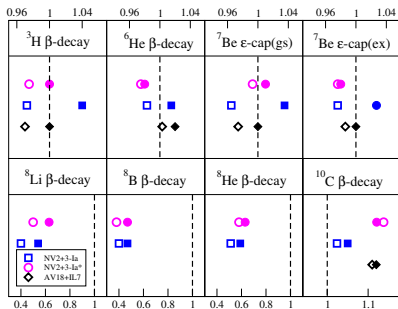 0.96 1 1.04 0.96 1 1.04
³H β-decay ⁶He β-decay ⁷Be ε-cap(gs) ⁷Be ε-cap(ex)
⁸Li β-decay ⁸B β-decay ⁸He β-decay ¹⁰C β-decay
NV2+3-Ia
NV2+3-Ia*
AV18+IL7
0.4 0.6 0.8 1 0.4 0.6 0.8 1 1 1.1
0.96 1 1.04 0.96 1 1.04
0.4 0.6 0.8 1